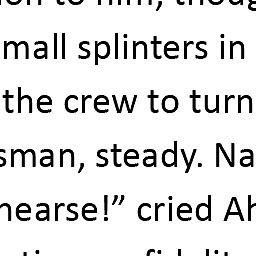 ion to him, thoug
mall splinters in
the crew to turn
sman, steady. Na
hearse!” cried Ah